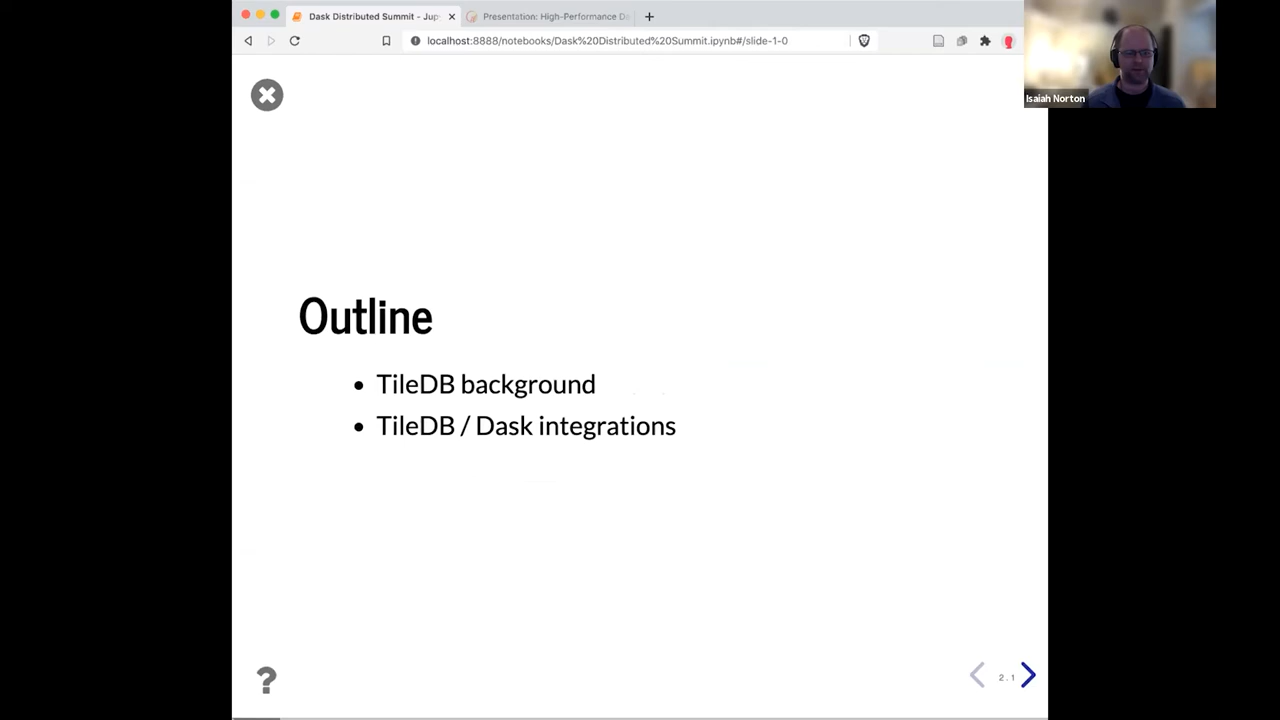 Dask Distributed Summit - Jup
Presentation: High-Performance Da
localhost:8888/notebooks/Dask%20Distributed%20Summit.ipynb#/slide-1-0
Isaiah Norton
Outline
• TileDB background
• TileDB / Dask integrations
?
2.1